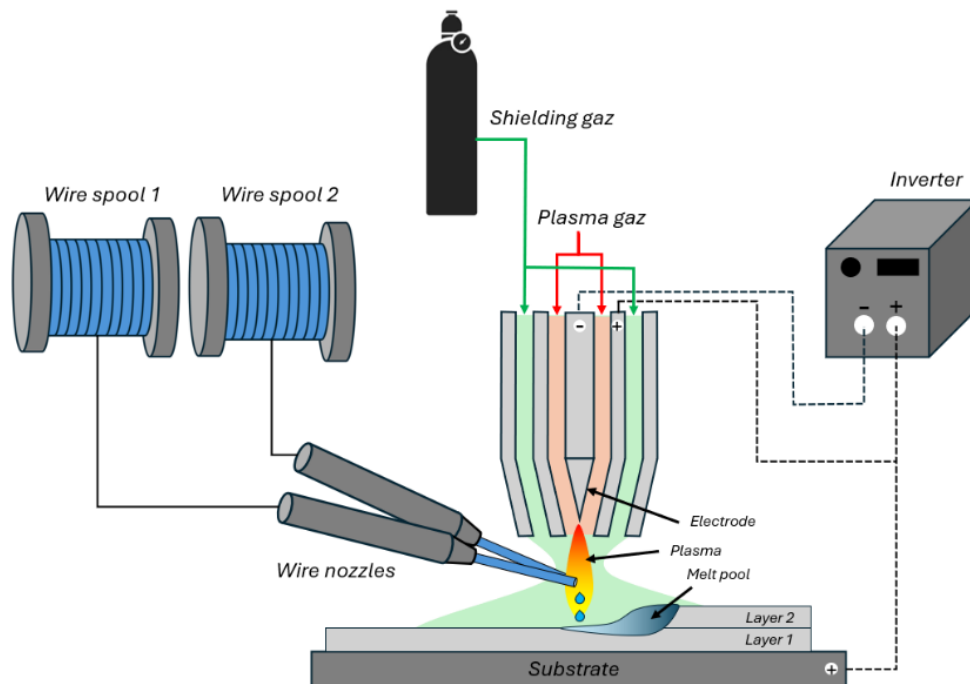 Shielding gaz
Wire spool 1
Wire spool 2
Inverter
Plasma gaz
- +
- +
Electrode
Plasma
Wire nozzles
Melt pool
Layer 2
Layer 1
Substrate
+